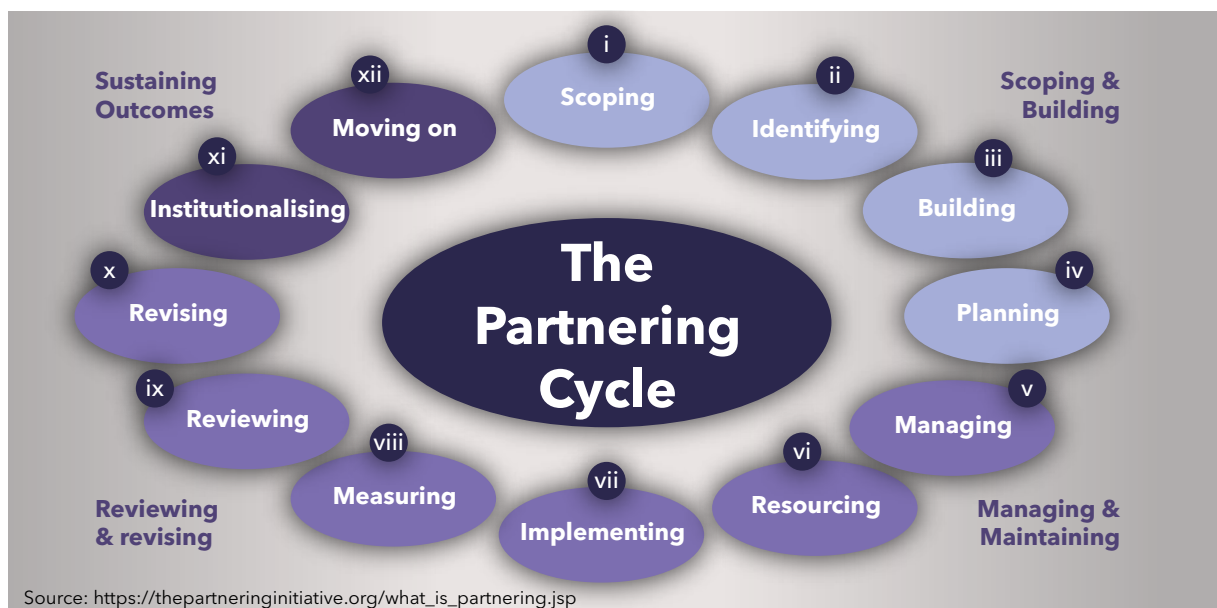 The
Partnering
Cycle
i
Scoping
ii
Identifying
Scoping &
Building
iii
Building
iv
Planning
v
Managing
Managing &
Maintaining
vi
Resourcing
vii
Implementing
viii
Measuring
ix
Reviewing
Reviewing
& revising
x
Revising
xi
Institutionalising
xii
Moving on
Sustaining
Outcomes
Source: https://thepartneringinitiative.org/what_is_partnering.jsp